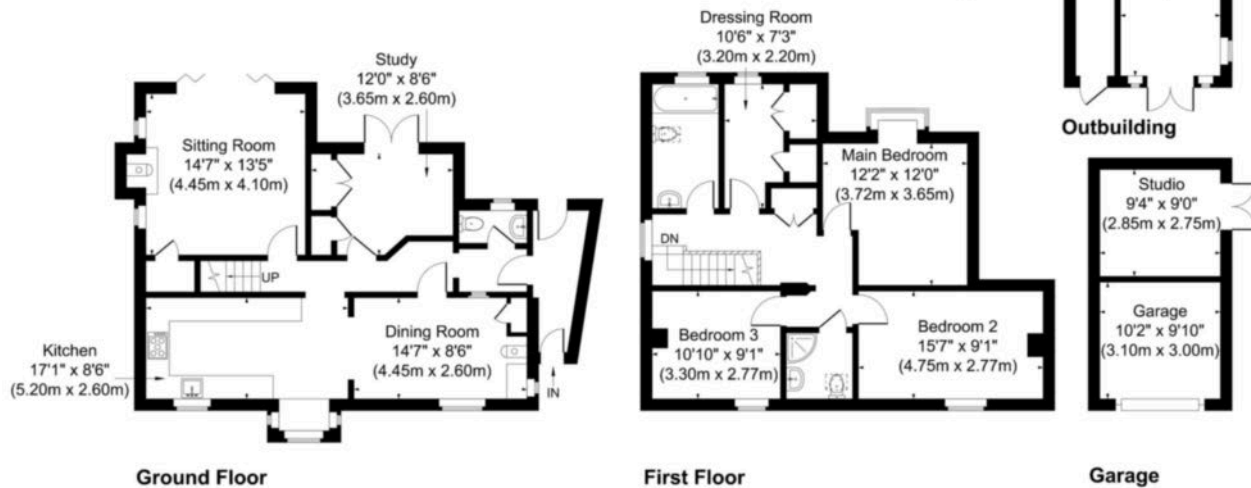 Study
12'0" x 8'6"
(3.65m x 2.60m)
Sitting Room
14'7" x 13'5"
(4.45m x 4.10m)
UP
Kitchen
17'1" x 8'6"
(5.20m x 2.60m)
Dining Room
14'7" x 8'6"
(4.45m x 2.60m)
IN
Ground Floor
Dressing Room
10'6" x 7'3"
(3.20m x 2.20m)
Main Bedroom
12'2" x 12'0"
(3.72m x 3.65m)
DN
Bedroom 3
10'10" x 9'1"
(3.30m x 2.77m)
Bedroom 2
15'7" x 9'1"
(4.75m x 2.77m)
First Floor
Outbuilding
Studio
9'4" x 9'0"
(2.85m x 2.75m)
Garage
10'2" x 9'10"
(3.10m x 3.00m)
Garage